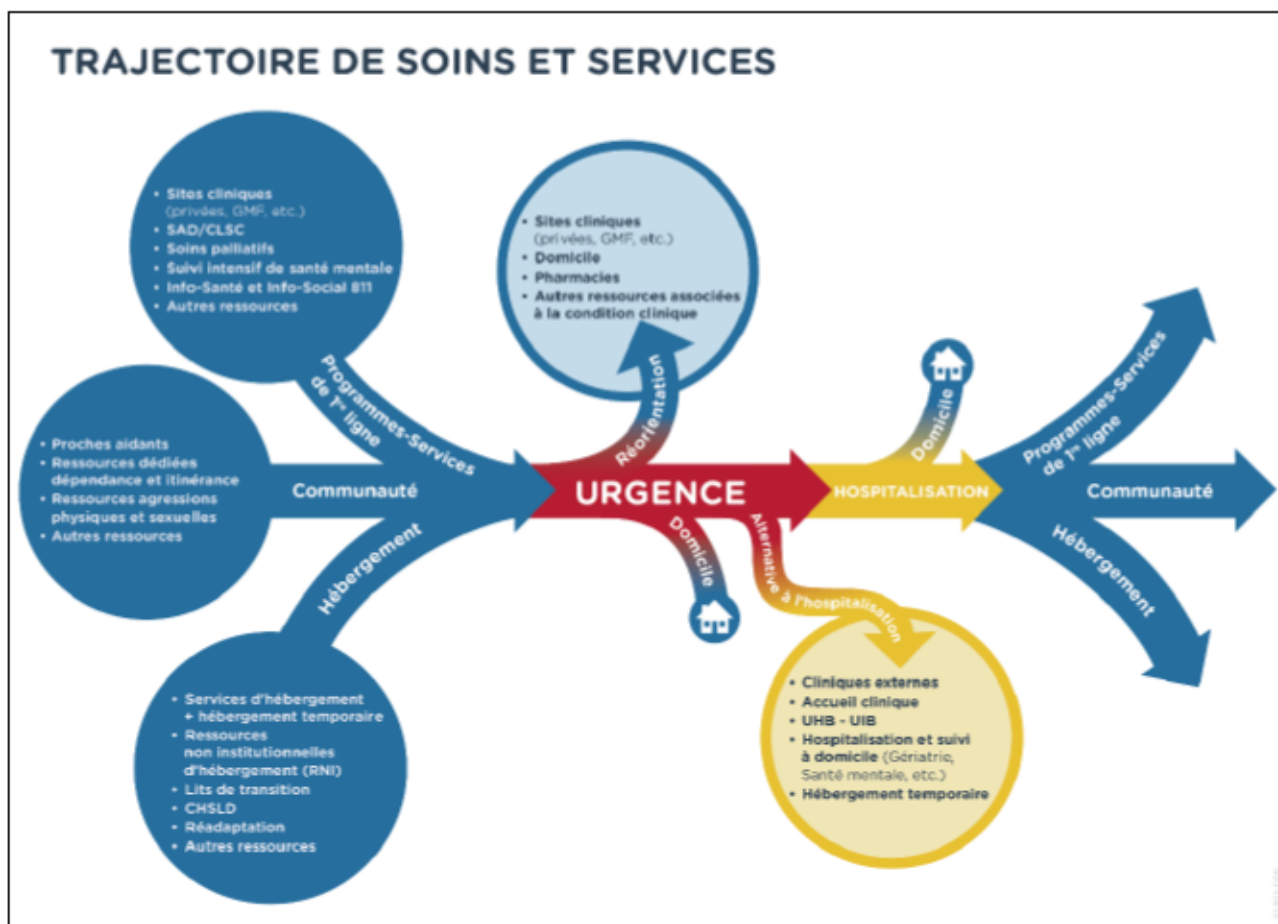 TRAJECTOIRE DE SOINS ET SERVICES
• Sites cliniques
(privées, GMF, etc.)
• SAD/CLSC
• Soins palliatifs
• Suivi intensif de santé mentale
• Info-Santé et Info-Social 811
• Autres ressources
Programmes-Services
de 1re ligne
• Proches aidants
• Ressources dédiées
dépendance et itinérance
• Ressources agressions
physiques et sexuelles
• Autres ressources
Communauté
Hébergement
• Services d'hébergement
+ hébergement temporaire
• Ressources
non institutionnelles
d'hébergement (RNI)
• Lits de transition
• CHSLD
• Réadaptation
• Autres ressources
• Sites cliniques
(privées, GMF, etc.)
• Domicile
• Pharmacies
• Autres ressources associées
à la condition clinique
Réorientation
URGENCE
Domicile
Alternative à l'hospitalisation
• Cliniques externes
• Accueil clinique
• UHB - UIB
• Hospitalisation et suivi
à domicile (Gériatrie,
Santé mentale, etc.)
• Hébergement temporaire
HOSPITALISATION
Domicile
Programmes-Services
de 1re ligne
Communauté
Hébergement